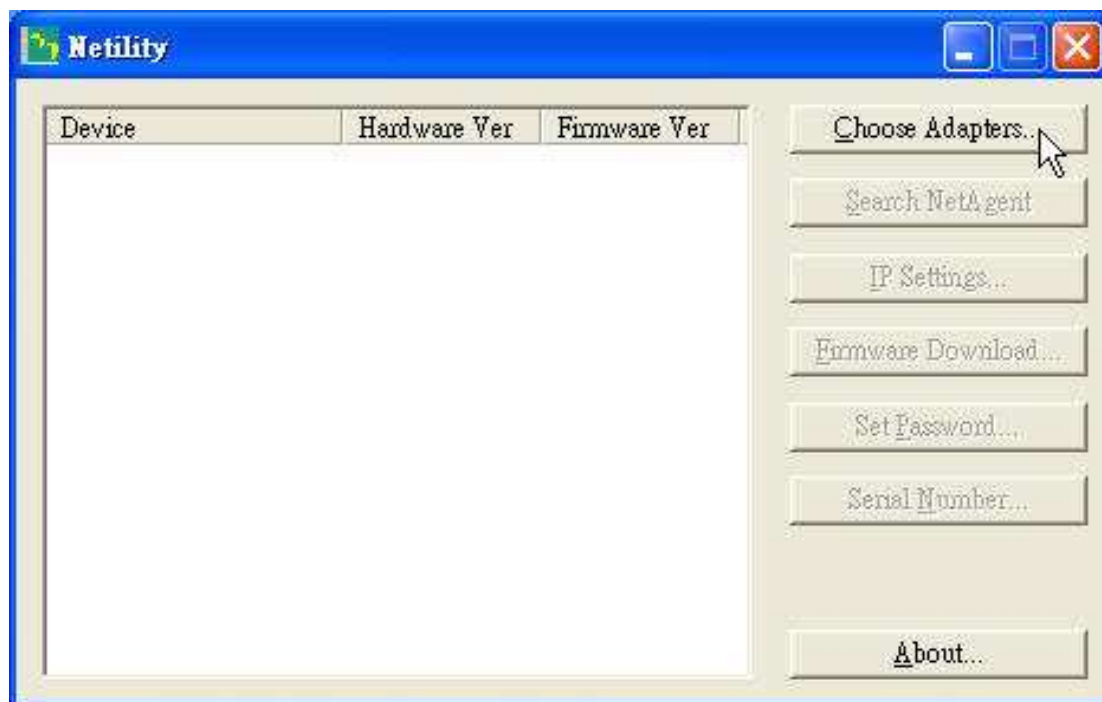 Netility
Device Hardware Ver Firmware Ver
Choose Adapters...
Search NetAgent
IP Settings...
Firmware Download...
Set Password...
Serial Number...
About...